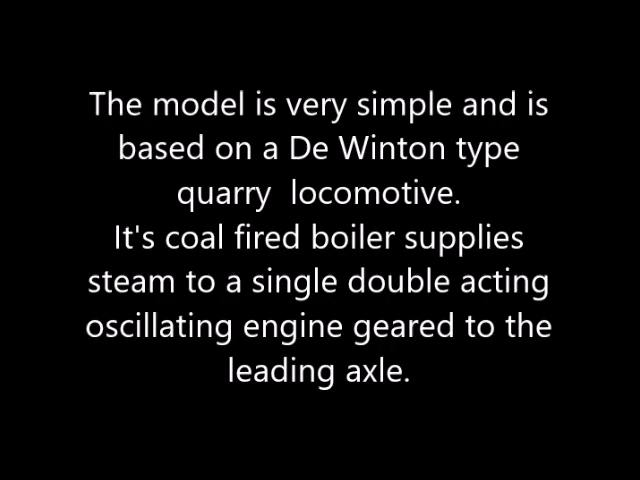 The model is very simple and is
based on a De Winton type
quarry  locomotive.
It's coal fired boiler supplies
steam to a single double acting
oscillating engine geared to the
leading axle.